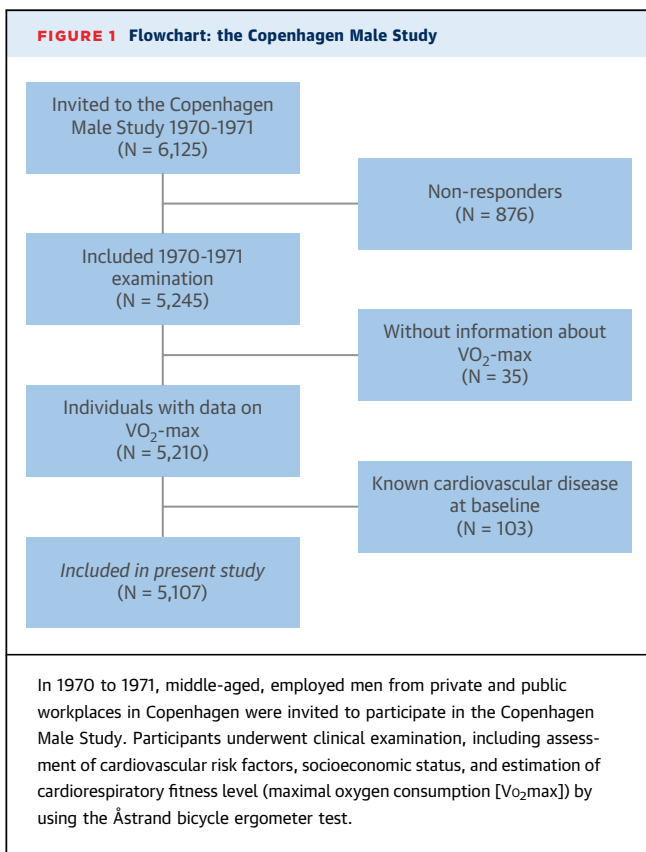 FIGURE 1 Flowchart: the Copenhagen Male Study
Invited to the Copenhagen
Male Study 1970-1971
(N = 6,125)
Non-responders
(N = 876)
Included 1970-1971
examination
(N = 5,245)
Without information about
VO₂-max
(N = 35)
Individuals with data on
VO₂-max
(N = 5,210)
Known cardiovascular disease
at baseline
(N = 103)
Included in present study
(N = 5,107)
In 1970 to 1971, middle-aged, employed men from private and public
workplaces in Copenhagen were invited to participate in the Copenhagen
Male Study. Participants underwent clinical examination, including assess-
ment of cardiovascular risk factors, socioeconomic status, and estimation of
cardiorespiratory fitness level (maximal oxygen consumption [Vo₂max]) by
using the Åstrand bicycle ergometer test.